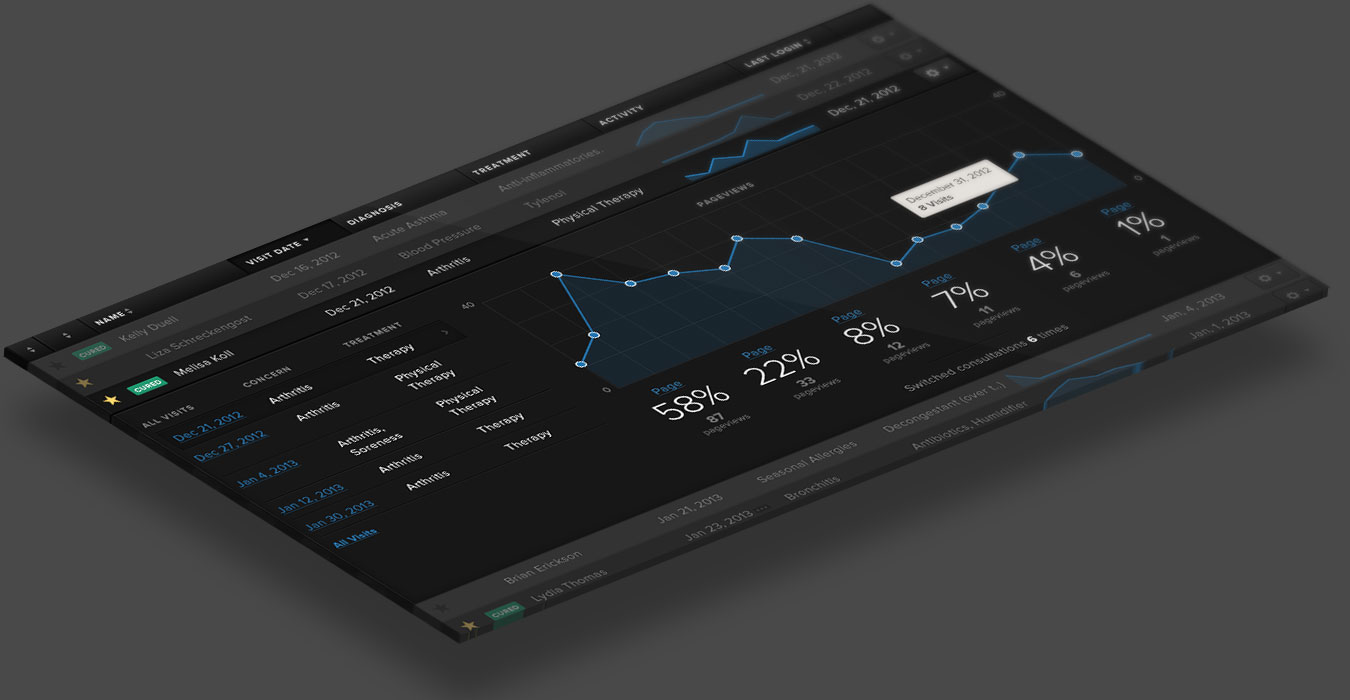 NAME
VISIT DATE
DIAGNOSIS
TREATMENT
ACTIVITY
LAST LOGIN
CURED
Kelly Duell
Dec 16, 2012
Acute Asthma
Anti-inflammatories.
Dec, 21, 2012
Liza Schreckengost
Dec 17, 2012
Blood Pressure
Tylenol
Dec, 22, 2012
CURED
Melisa Koll
Dec 21, 2012
Arthritis
Physical Therapy
Dec, 21, 2012
ALL VISITS
CONCERN
TREATMENT
Dec 21, 2012
Arthritis
Therapy
Dec 27, 2012
Arthritis
Physical
Therapy
Jan 4, 2013
Arthritis,
Soreness
Physical
Therapy
Jan 12, 2013
Arthritis
Therapy
Jan 30, 2013
Arthritis
Therapy
All Visits
PAGEVIEWS
40
0
40
0
December 31, 2012
8 Visits
Page
58%
87
pageviews
Page
22%
33
pageviews
Page
8%
12
pageviews
Page
7%
11
pageviews
Page
4%
6
pageviews
Page
1%
1
pageviews
Switched consultations 6 times
Brian Erickson
Jan 21, 2013
Seasonal Allergies
Decongestant (over t..)
Jan, 4, 2013
CURED
Lydia Thomas
Jan 23, 2013 ...
Bronchitis
Antibiotics, Humidifier
Jan, 1, 2013